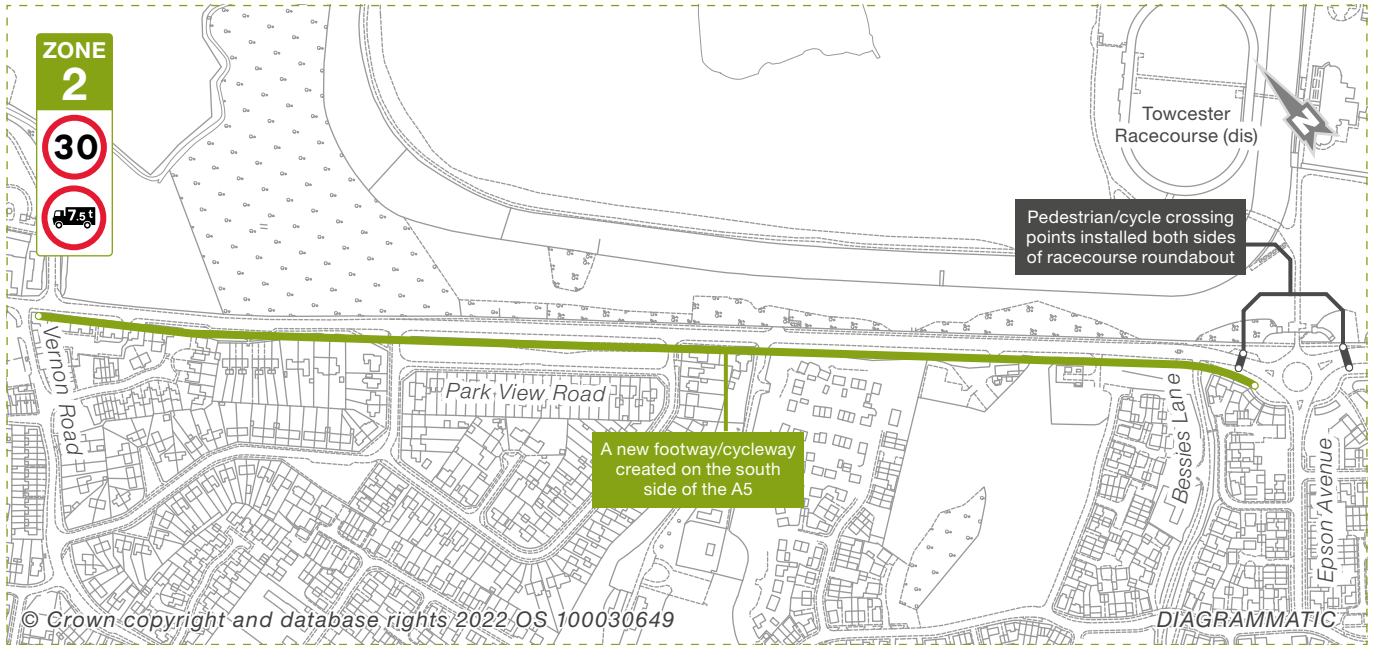 ZONE
2
30
7.5t
Towcester
Racecourse (dis)
N
Pedestrian/cycle crossing
points installed both sides
of racecourse roundabout
Vernon Road
Park View Road
A new footway/cycleway
created on the south
side of the A5
Bessies Lane
Epson Avenue
© Crown copyright and database rights 2022 OS 100030649
DIAGRAMMATIC